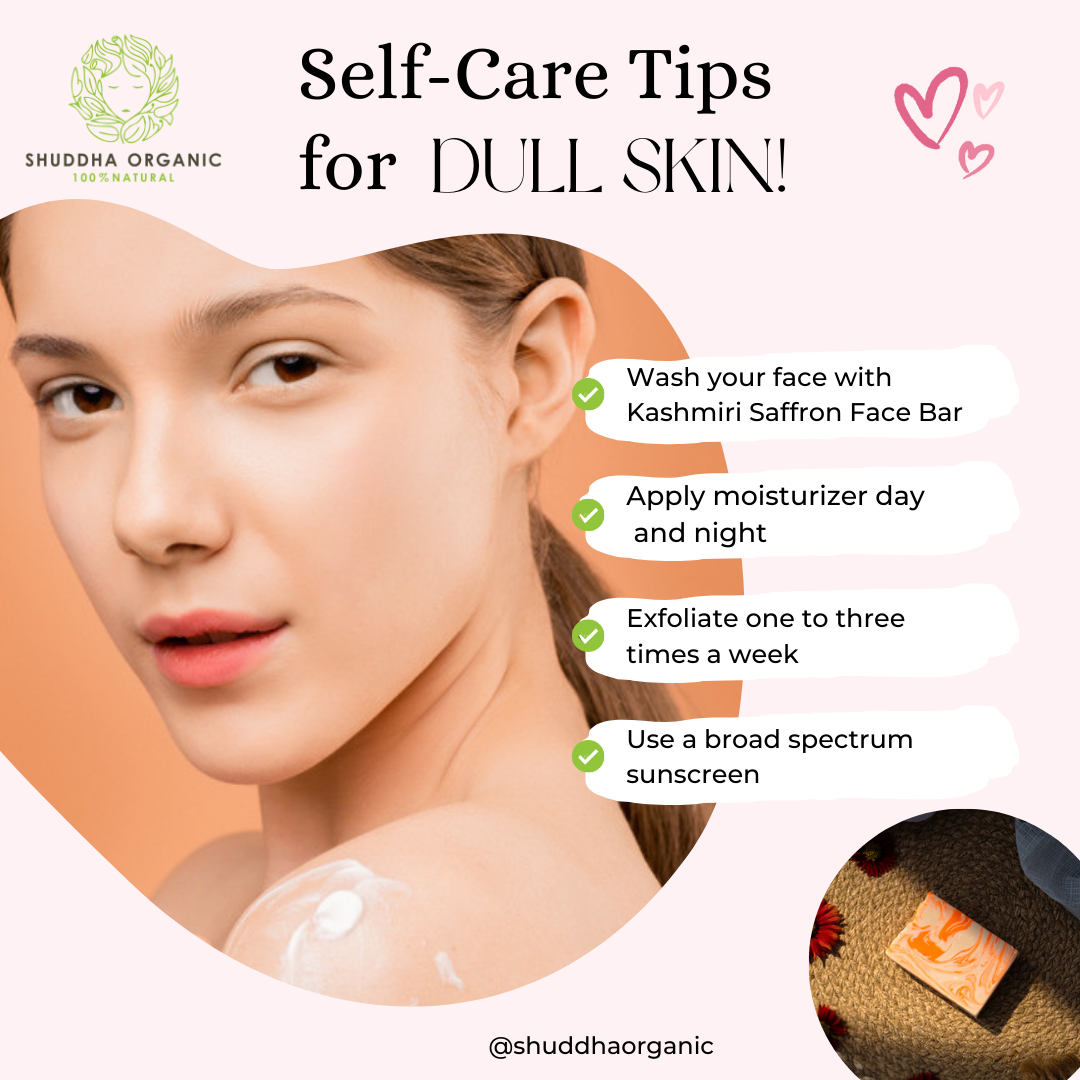 SHUDDHA ORGANIC
100%NATURAL
Self-Care Tips
for DULL SKIN!
Wash your face with
Kashmiri Saffron Face Bar
Apply moisturizer day
and night
Exfoliate one to three
times a week
Use a broad spectrum
sunscreen
@shuddhaorganic